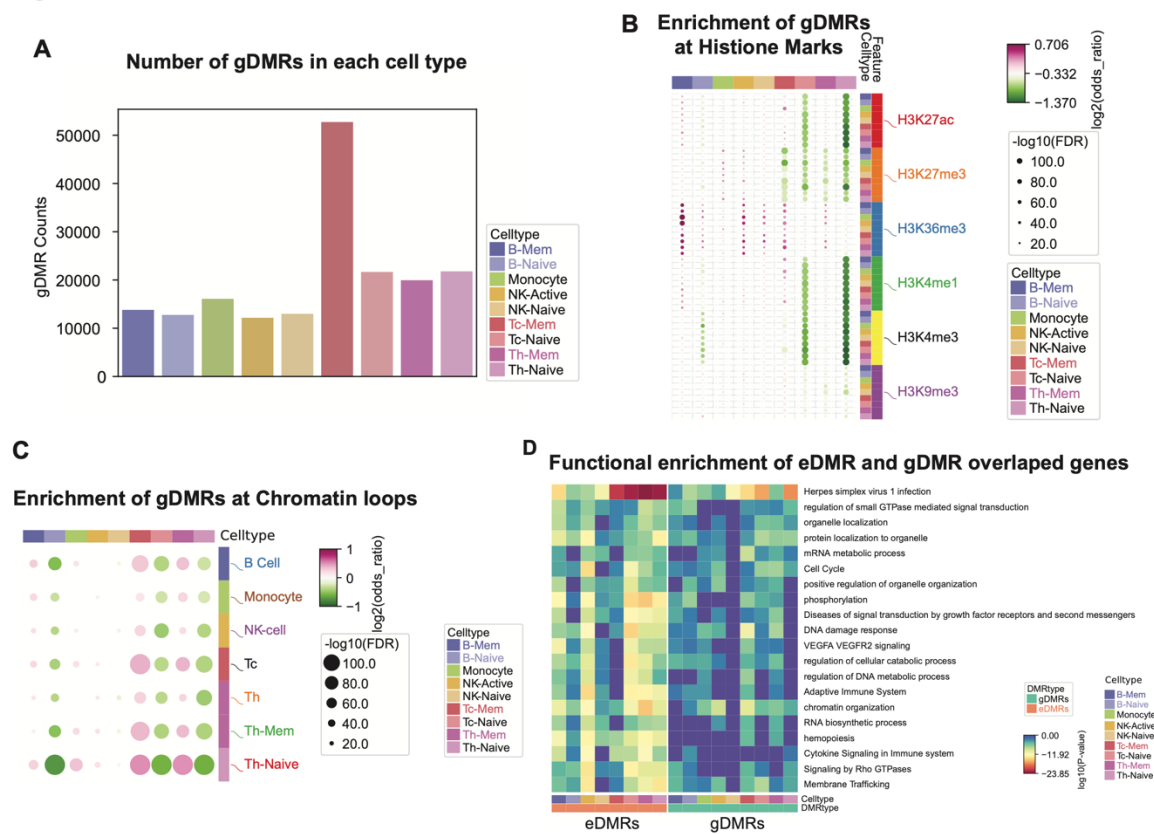 A
Number of gDMRs in each cell type
gDMR Counts
50000
40000
30000
20000
10000
0
Celltype
B-Mem
B-Naive
Monocyte
NK-Active
NK-Naive
Tc-Mem
Tc-Naive
Th-Mem
Th-Naive
B
Enrichment of gDMRs
at Histione Marks
Feature
Celltype
H3K27ac
H3K27me3
H3K36me3
H3K4me1
H3K4me3
H3K9me3
0.706
-0.332
-1.370
log2(odds_ratio)
-log10(FDR)
100.0
80.0
60.0
40.0
20.0
Celltype
B-Mem
B-Naive
Monocyte
NK-Active
NK-Naive
Tc-Mem
Tc-Naive
Th-Mem
Th-Naive
C
Enrichment of gDMRs at Chromatin loops
Celltype
B Cell
Monocyte
NK-cell
Tc
Th
Th-Mem
Th-Naive
1
0
-1
log2(odds_ratio)
-log10(FDR)
100.0
80.0
60.0
40.0
20.0
Celltype
B-Mem
B-Naive
Monocyte
NK-Active
NK-Naive
Tc-Mem
Tc-Naive
Th-Mem
Th-Naive
D
Functional enrichment of eDMR and gDMR overlaped genes
Herpes simplex virus 1 infection
regulation of small GTPase mediated signal transduction
organelle localization
protein localization to organelle
mRNA metabolic process
Cell Cycle
positive regulation of organelle organization
phosphorylation
Diseases of signal transduction by growth factor receptors and second messengers
DNA damage response
VEGFA VEGFR2 signaling
regulation of cellular catabolic process
regulation of DNA metabolic process
Adaptive Immune System
chromatin organization
RNA biosynthetic process
hemopoiesis
Cytokine Signaling in Immune system
Signaling by Rho GTPases
Membrane Trafficking
Celltype
DMRtype
eDMRs
gDMRs
DMRtype
gDMRs
eDMRs
0.00
-11.92
-23.85
log10(P-value)
Celltype
B-Mem
B-Naive
Monocyte
NK-Active
NK-Naive
Tc-Mem
Tc-Naive
Th-Mem
Th-Naive